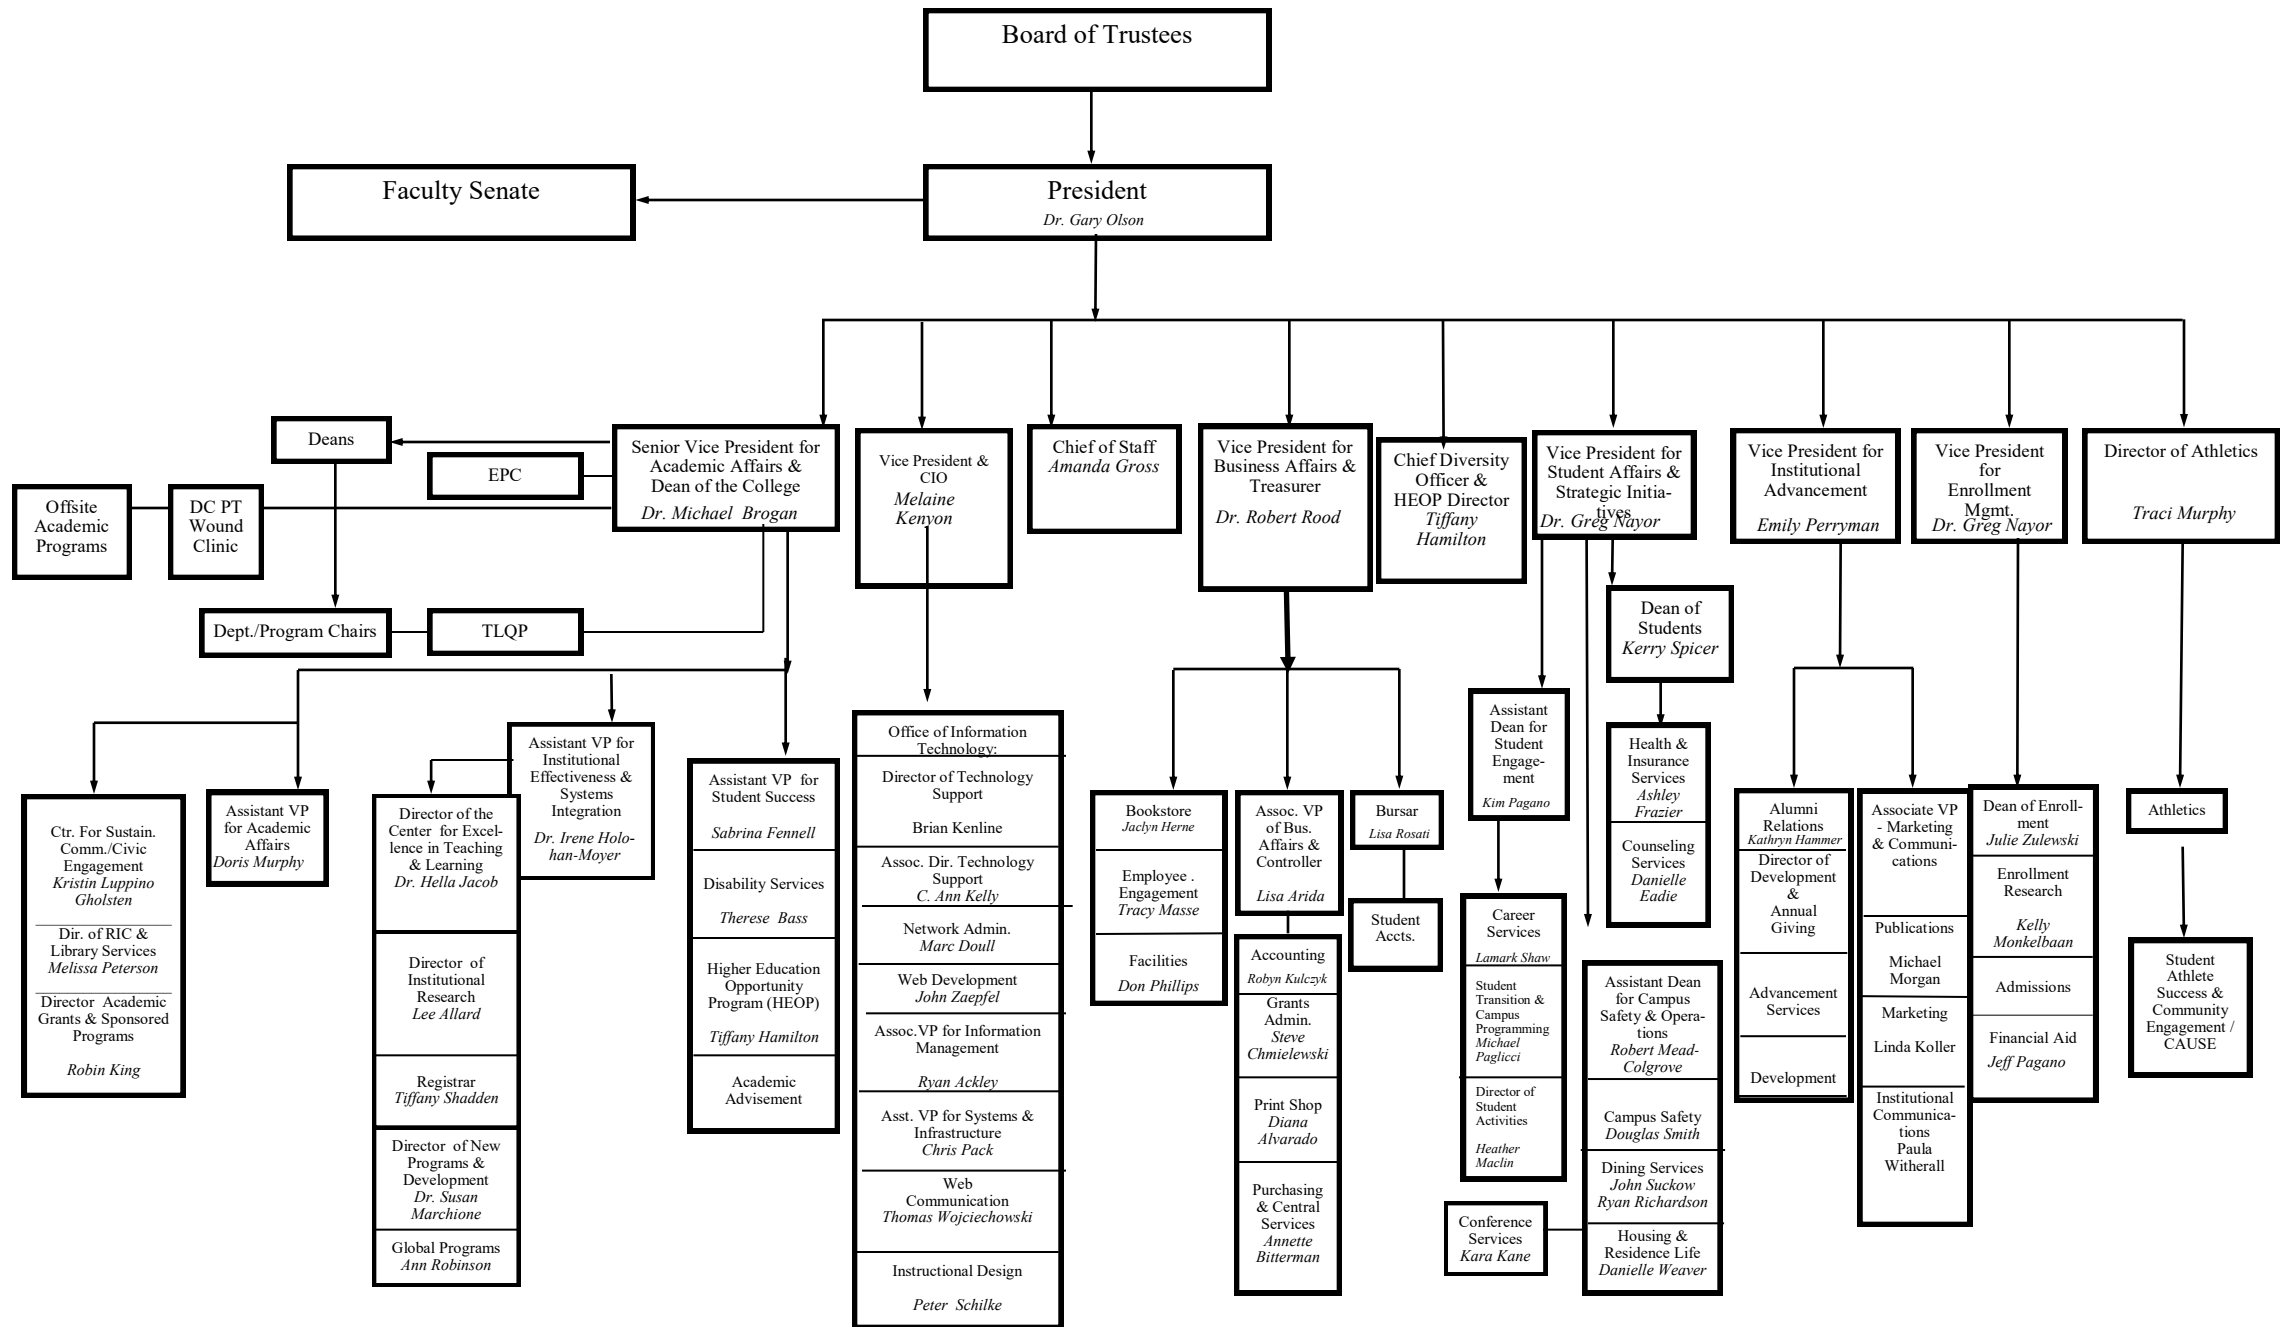 Board of Trustees
Faculty Senate
President
Dr. Gary Olson
Deans
EPC
Offsite
Academic
Programs
DC PT
Wound
Clinic
Senior Vice President for
Academic Affairs &
Dean of the College
Dr. Michael Brogan
Vice President &
CIO
Melaine
Kenyon
Chief of Staff
Amanda Gross
Vice President for
Business Affairs &
Treasurer
Dr. Robert Rood
Chief Diversity
Officer &
HEOP Director
Tiffany
Hamilton
Vice President for
Student Affairs &
Strategic Initia-
tives
Dr. Greg Nayor
Vice President for
Institutional
Advancement
Emily Perryman
Vice President
for
Enrollment
Mgmt.
Dr. Greg Nayor
Director of Athletics
Traci Murphy
Dept./Program Chairs
TLQP
Dean of
Students
Kerry Spicer
Ctr. For Sustain.
Comm./Civic
Engagement
Kristin Luppino
Gholsten
Dir. of RIC &
Library Services
Melissa Peterson
Director Academic
Grants & Sponsored
Programs
Robin King
Assistant VP
for Academic
Affairs
Doris Murphy
Director of the
Center for Excel-
lence in Teaching
& Learning
Dr. Hella Jacob
Director of
Institutional
Research
Lee Allard
Registrar
Tiffany Shadden
Director of New
Programs &
Development
Dr. Susan
Marchione
Global Programs
Ann Robinson
Assistant VP for
Institutional
Effectiveness &
Systems
Integration
Dr. Irene Holo-
han-Moyer
Assistant VP for
Student Success
Sabrina Fennell
Disability Services
Therese Bass
Higher Education
Opportunity
Program (HEOP)
Tiffany Hamilton
Academic
Advisement
Office of Information
Technology:
Director of Technology
Support
Brian Kenline
Assoc. Dir. Technology
Support
C. Ann Kelly
Network Admin.
Marc Doull
Web Development
John Zaepfel
Assoc.VP for Information
Management
Ryan Ackley
Asst. VP for Systems &
Infrastructure
Chris Pack
Web
Communication
Thomas Wojciechowski
Instructional Design
Peter Schilke
Bookstore
Jaclyn Herne
Employee .
Engagement
Tracy Masse
Facilities
Don Phillips
Assoc. VP
of Bus.
Affairs &
Controller
Lisa Arida
Accounting
Robyn Kulczyk
Grants
Admin.
Steve
Chmielewski
Print Shop
Diana
Alvarado
Purchasing
& Central
Services
Annette
Bitterman
Bursar
Lisa Rosati
Student
Accts.
Assistant
Dean for
Student
Engage-
ment
Kim Pagano
Career
Services
Lamark Shaw
Student
Transition &
Campus
Programming
Michael
Paglicci
Director of
Student
Activities
Heather
Maclin
Conference
Services
Kara Kane
Health &
Insurance
Services
Ashley
Frazier
Counseling
Services
Danielle
Eadie
Assistant Dean
for Campus
Safety & Opera-
tions
Robert Mead-
Colgrove
Campus Safety
Douglas Smith
Dining Services
John Suckow
Ryan Richardson
Housing &
Residence Life
Danielle Weaver
Alumni
Relations
Kathryn Hammer
Director of
Development
&
Annual
Giving
Advancement
Services
Development
Associate VP
- Marketing
& Communi-
cations
Publications
Michael
Morgan
Marketing
Linda Koller
Institutional
Communica-
tions
Paula
Witherall
Dean of Enroll-
ment
Julie Zulewski
Enrollment
Research
Kelly
Monkelbaan
Admissions
Financial Aid
Jeff Pagano
Athletics
Student
Athlete
Success &
Community
Engagement /
CAUSE